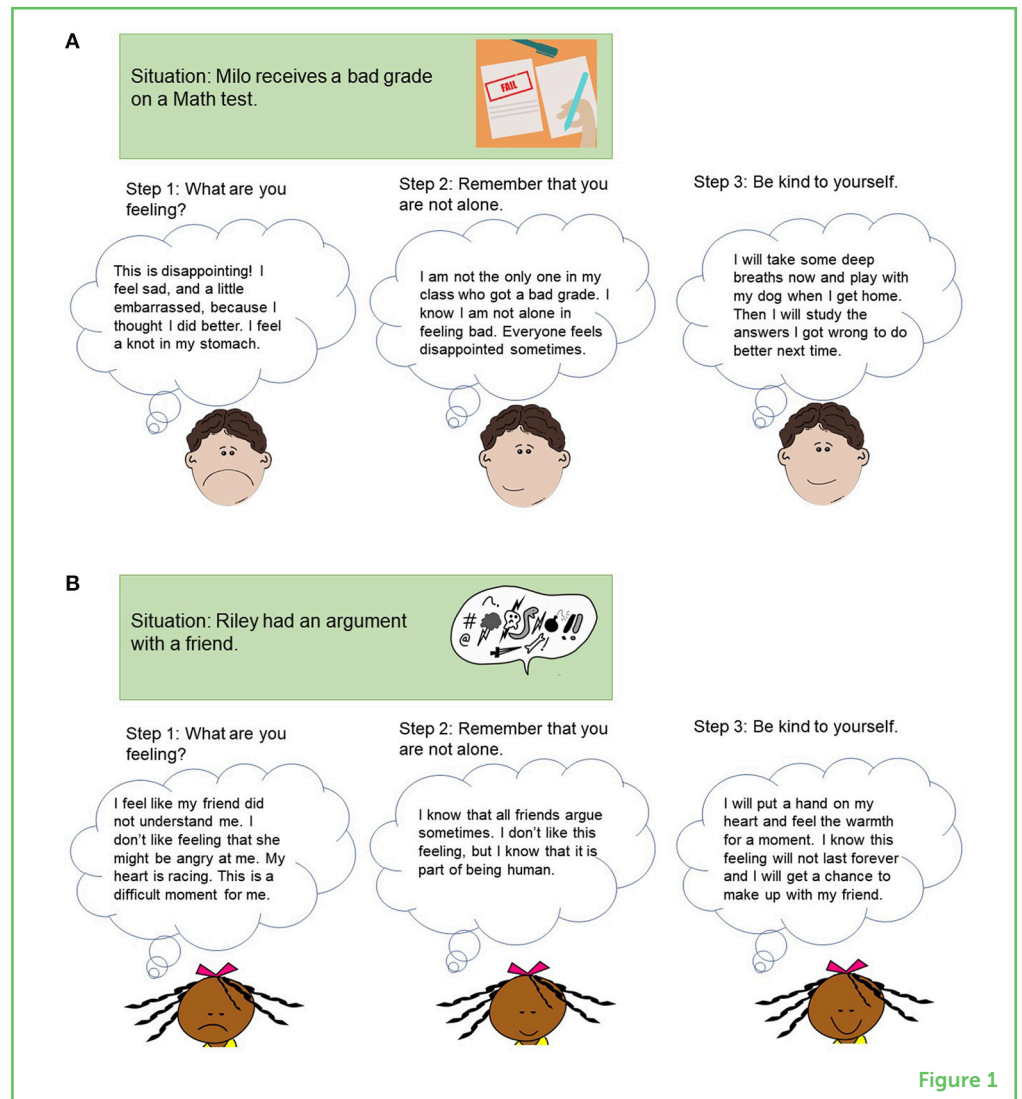 A
Situation: Milo receives a bad grade
on a Math test.
FAIL
Step 1: What are you
feeling?
This is disappointing! I
feel sad, and a little
embarrassed, because I
thought I did better. I feel
a knot in my stomach.
Step 2: Remember that you
are not alone.
I am not the only one in my
class who got a bad grade. I
know I am not alone in
feeling bad. Everyone feels
disappointed sometimes.
Step 3: Be kind to yourself.
I will take some deep
breaths now and play with
my dog when I get home.
Then I will study the
answers I got wrong to do
better next time.
B
Situation: Riley had an argument
with a friend.
Step 1: What are you
feeling?
I feel like my friend did
not understand me. I
don't like feeling that she
might be angry at me. My
heart is racing. This is a
difficult moment for me.
Step 2: Remember that you
are not alone.
I know that all friends argue
sometimes. I don't like this
feeling, but I know that it is
part of being human.
Step 3: Be kind to yourself.
I will put a hand on my
heart and feel the warmth
for a moment. I know this
feeling will not last forever
and I will get a chance to
make up with my friend.
Figure 1